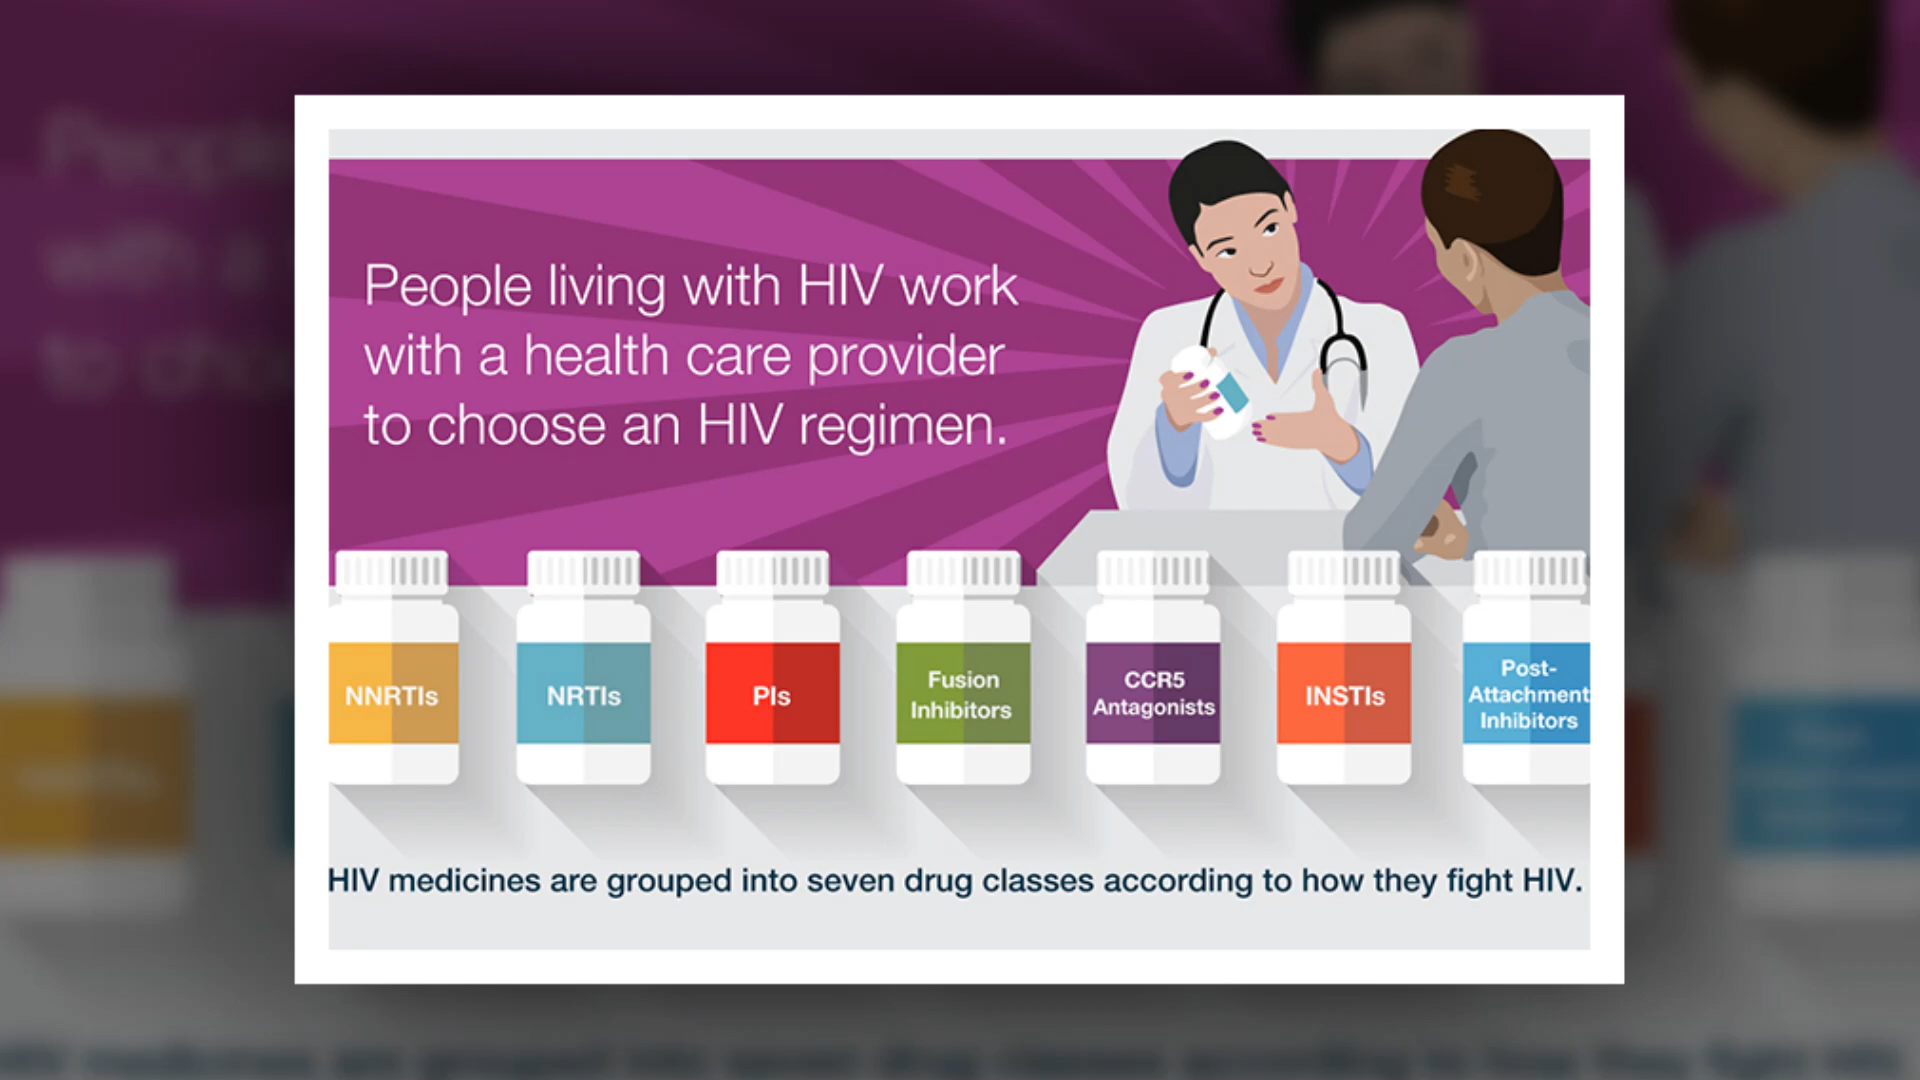 People living with HIV work
with a health care provider
to choose an HIV regimen.
NNRTIs
NRTIs
PIs
Fusion
Inhibitors
CCR5
Antagonists
INSTIs
Post-
Attachment
Inhibitors
HIV medicines are grouped into seven drug classes according to how they fight HIV.